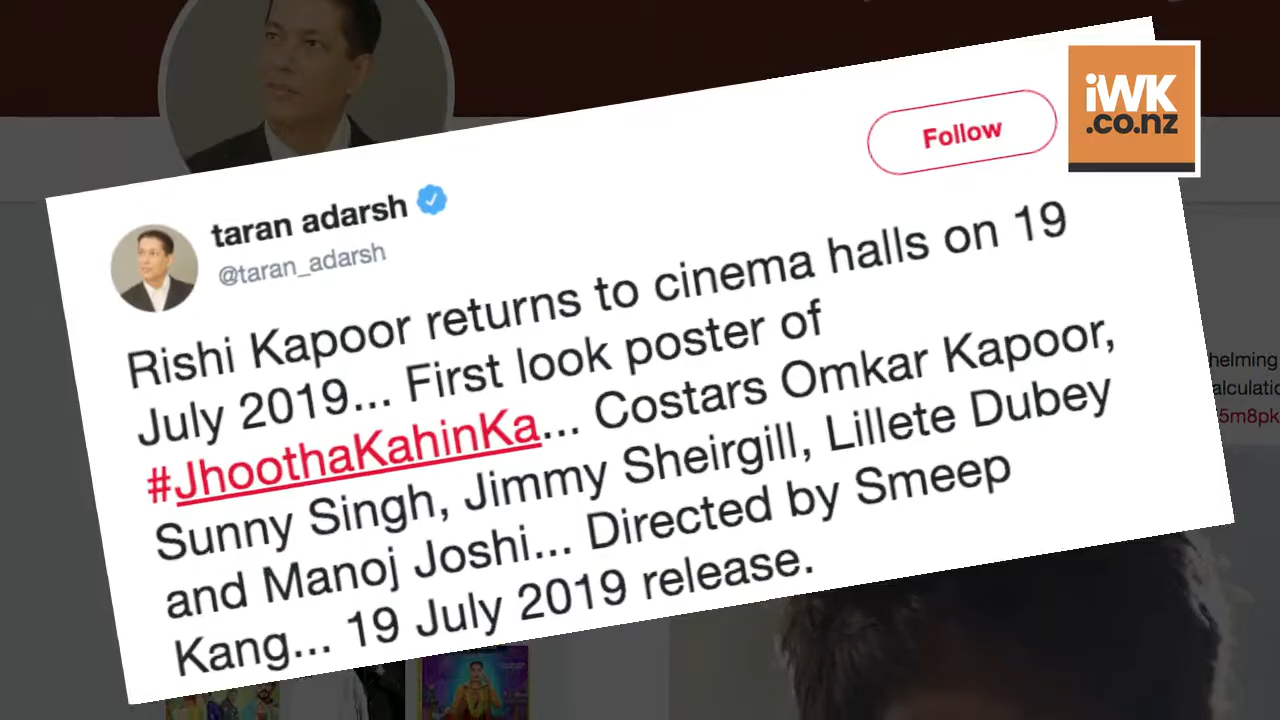 iWK
.co.nz
Follow
taran adarsh
@taran_adarsh
Rishi Kapoor returns to cinema halls on 19
July 2019... First look poster of
#JhoothaKahinKa... Costars Omkar Kapoor,
Sunny Singh, Jimmy Sheirgill, Lillete Dubey
and Manoj Joshi... Directed by Smeep
Kang... 19 July 2019 release.
helming
5m8pk